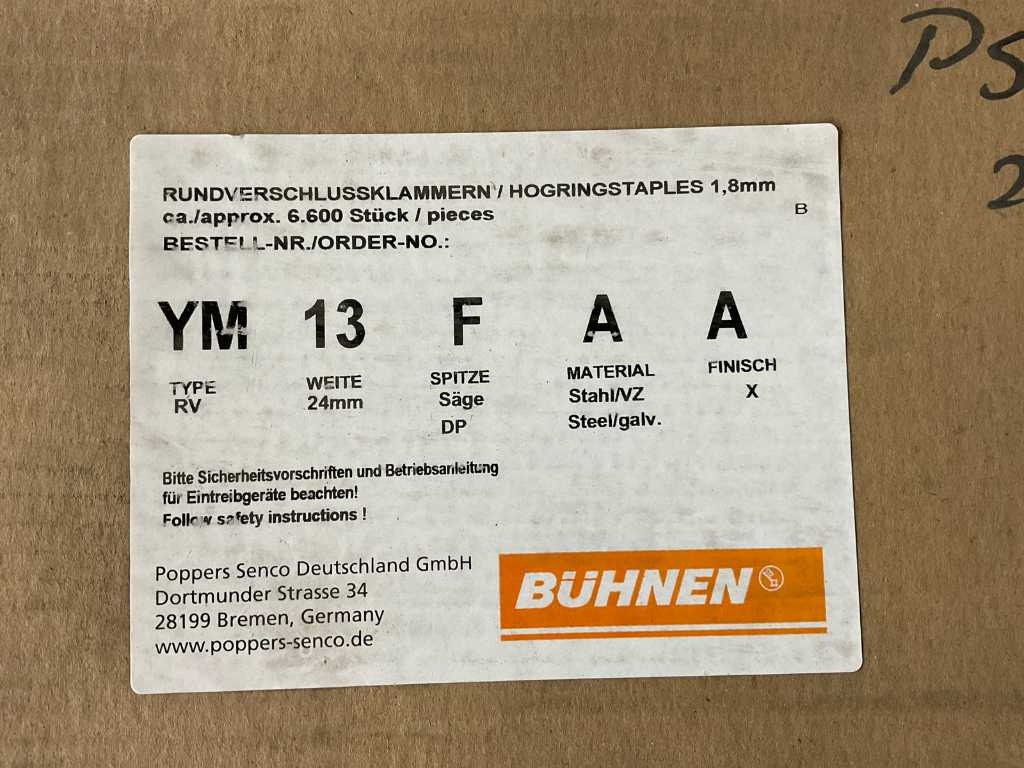 PS
2
RUNDVERSCHLUSSKLAMMERN / HOGRINGSTAPLES 1,8mm
ca./approx. 6.600 Stück / pieces
B
BESTELL-NR./ORDER-NO.:
YM 13 F A A
TYPE WEITE SPITZE MATERIAL FINISCH
RV 24mm Säge Stahl/VZ X
DP Steel/galv.
Bitte Sicherheitsvorschriften und Betriebsanleitung
für Eintreibgeräte beachten!
Follow safety instructions !
Poppers Senco Deutschland GmbH
Dortmunder Strasse 34
28199 Bremen, Germany
www.poppers-senco.de
BÜHNEN